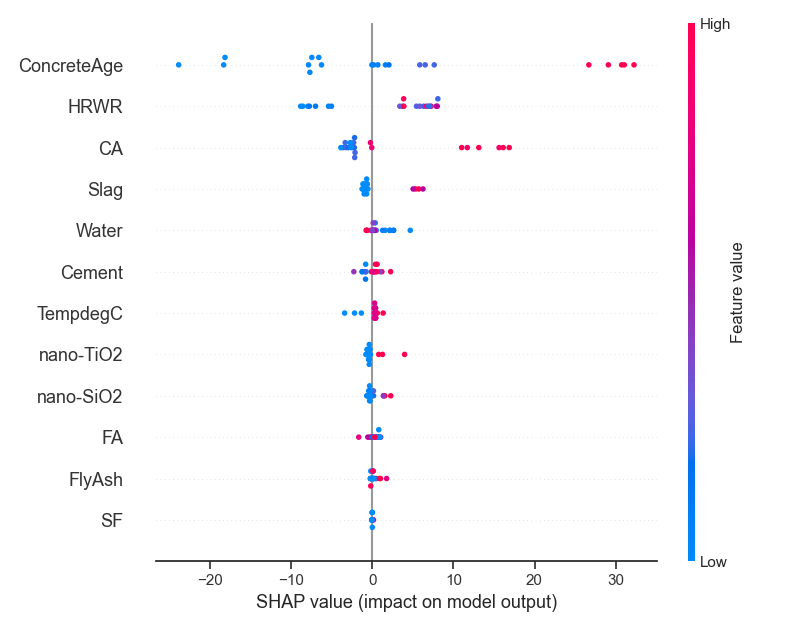 High
ConcreteAge
HRWR
CA
Slag
Water
Cement
TempdegC
nano-TiO2
nano-SiO2
FA
FlyAsh
SF
Feature value
Low
−20 −10 0 10 20 30
SHAP value (impact on model output)